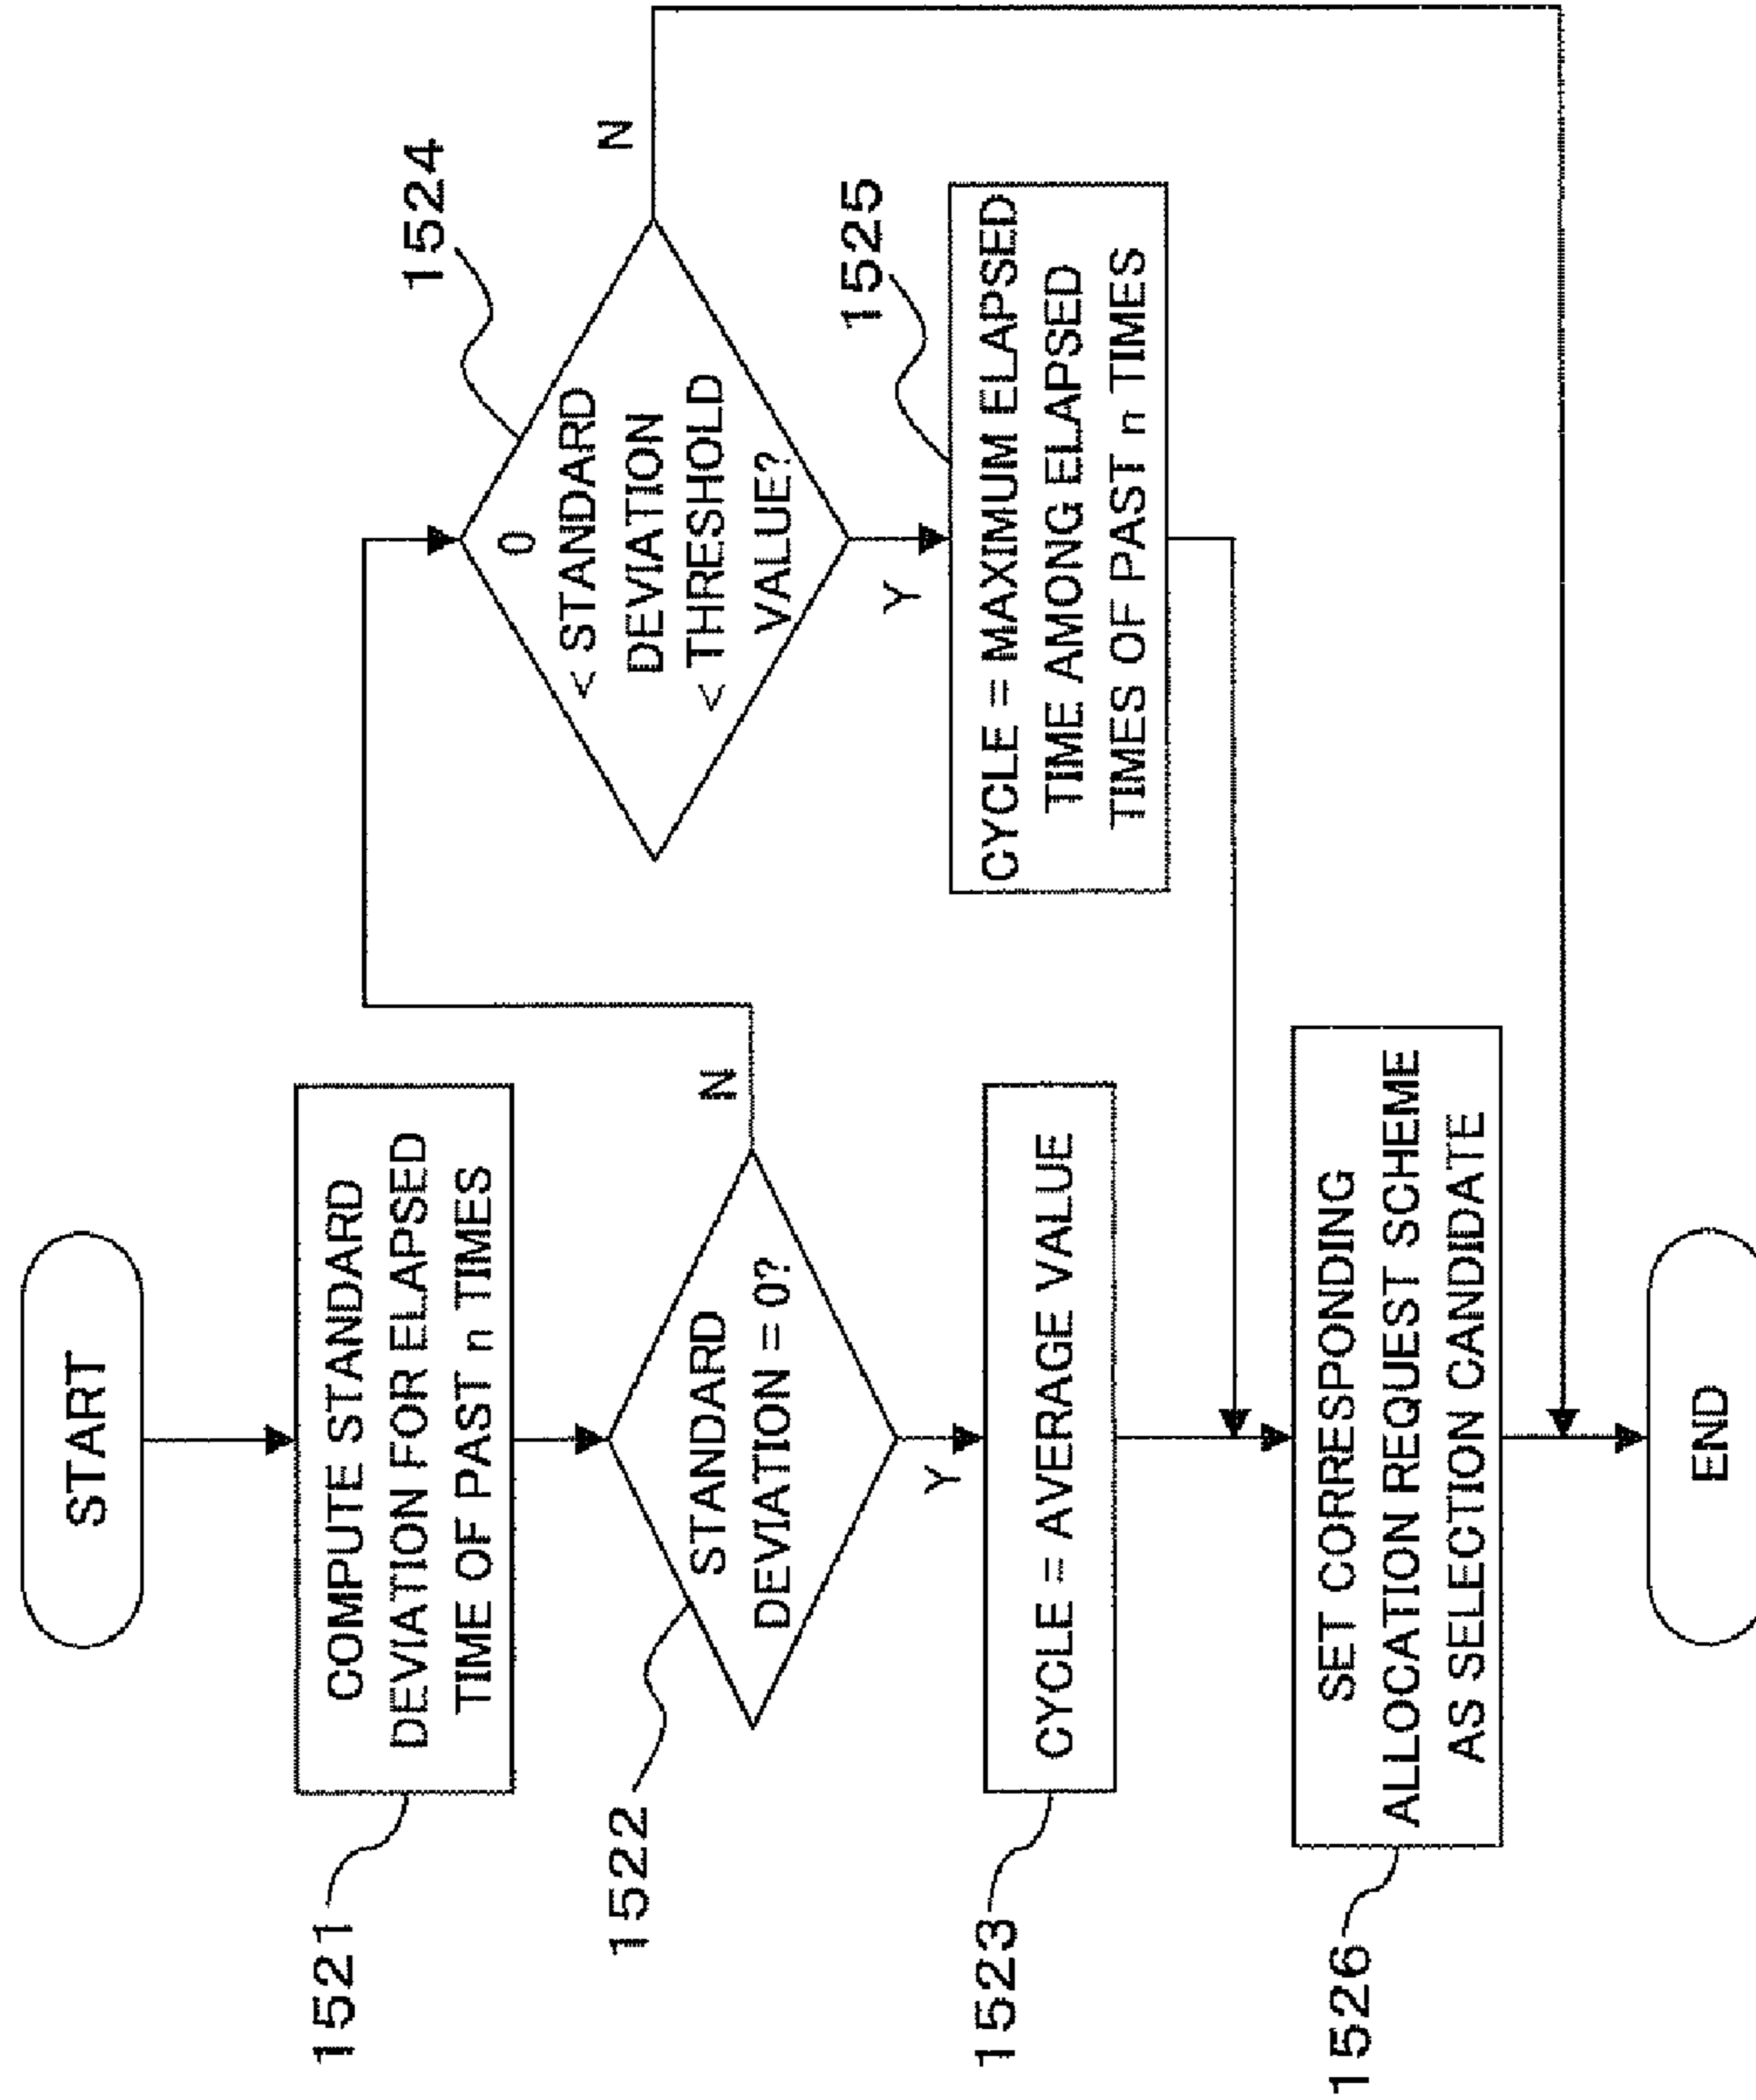 START
1521
COMPUTE STANDARD
DEVIATION FOR ELAPSED
TIME OF PAST n TIMES
1522
STANDARD
DEVIATION = 0?
N
Y
1523
CYCLE = AVERAGE VALUE
1524
0
< STANDARD
DEVIATION
< THRESHOLD
VALUE?
N
Y
1525
CYCLE = MAXIMUM ELAPSED
TIME AMONG ELAPSED
TIMES OF PAST n TIMES
1526
SET CORRESPONDING
ALLOCATION REQUEST SCHEME
AS SELECTION CANDIDATE
END